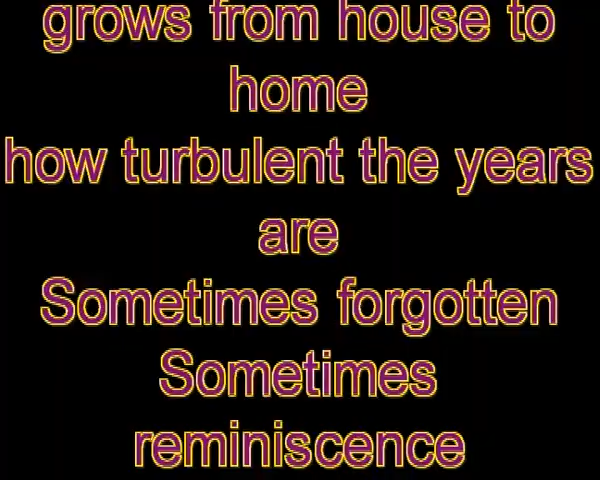 grows from house to
home
how turbulent the years
are
Sometimes forgotten
Sometimes
reminiscence